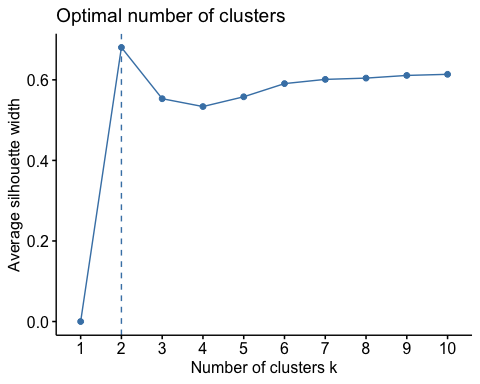 Optimal number of clusters
Average silhouette width
0.6
0.4
0.2
0.0
1 2 3 4 5 6 7 8 9 10
Number of clusters k